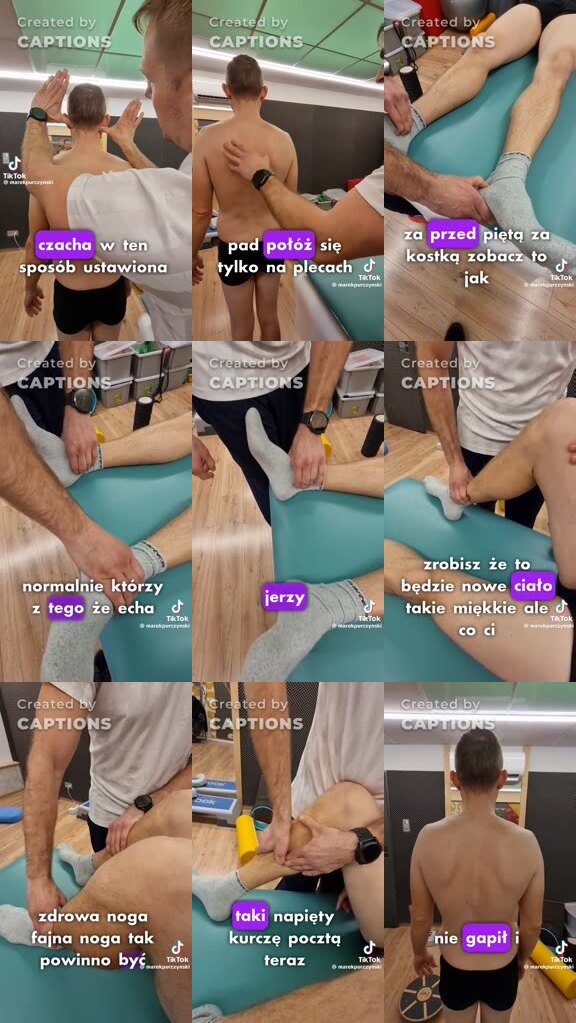 Created by
CAPTIONS
TikTok
@ marekpurczynski
czacha w ten
sposób ustawiona
Created by
CAPTIONS
pad połóż się
tylko na plecach
TikTok
@ marekpurczynski
Created by
CAPTIONS
za przed piętą za
kostką zobacz to
jak
TikTok
@ marekpurczynski
Created by
CAPTIONS
normalnie którzy
z tego że echa
TikTok
@ marekpurczynski
Created by
CAPTIONS
jerzy
TikTok
@ marekpurczynski
Created by
CAPTIONS
zrobisz że to
będzie nowe ciało
takie miękkie ale
co ci
TikTok
@ marekpurczynski
Created by
CAPTIONS
zdrowa noga
fajna noga tak
powinno być
TikTok
@ marekpurczynski
Created by
CAPTIONS
taki napięty
kurczę pocztą
teraz
TikTok
@ marekpurczynski
Created by
CAPTIONS
nie gapił i
TikTok
@ marekpurczynski